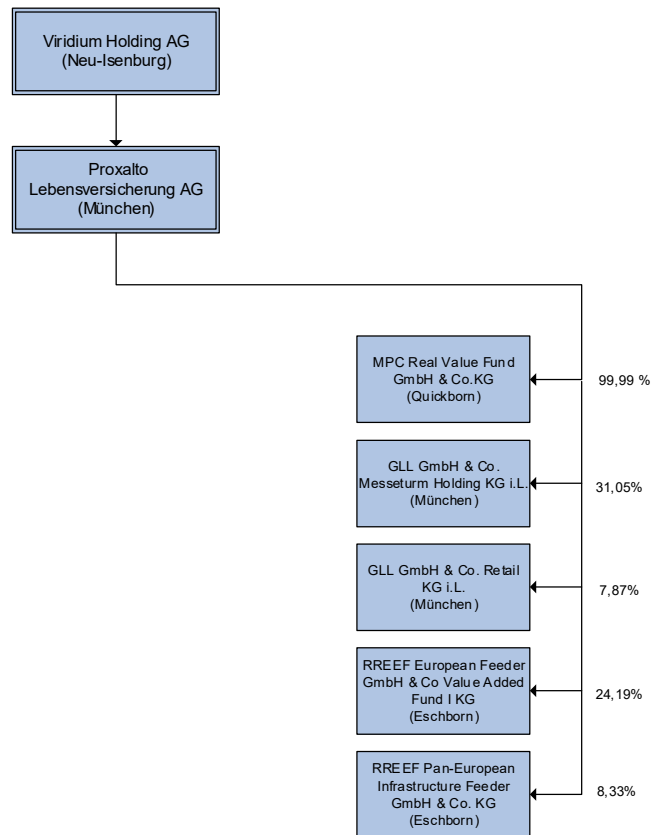 Viridium Holding AG
(Neu-Isenburg)
Proxalto
Lebensversicherung AG
(München)
MPC Real Value Fund
GmbH & Co.KG
(Quickborn)
99,99 %
GLL GmbH & Co.
Messeturm Holding KG i.L.
(München)
31,05%
GLL GmbH & Co. Retail
KG i.L.
(München)
7,87%
RREEF European Feeder
GmbH & Co Value Added
Fund I KG
(Eschborn)
24,19%
RREEF Pan-European
Infrastructure Feeder
GmbH & Co. KG
(Eschborn)
8,33%